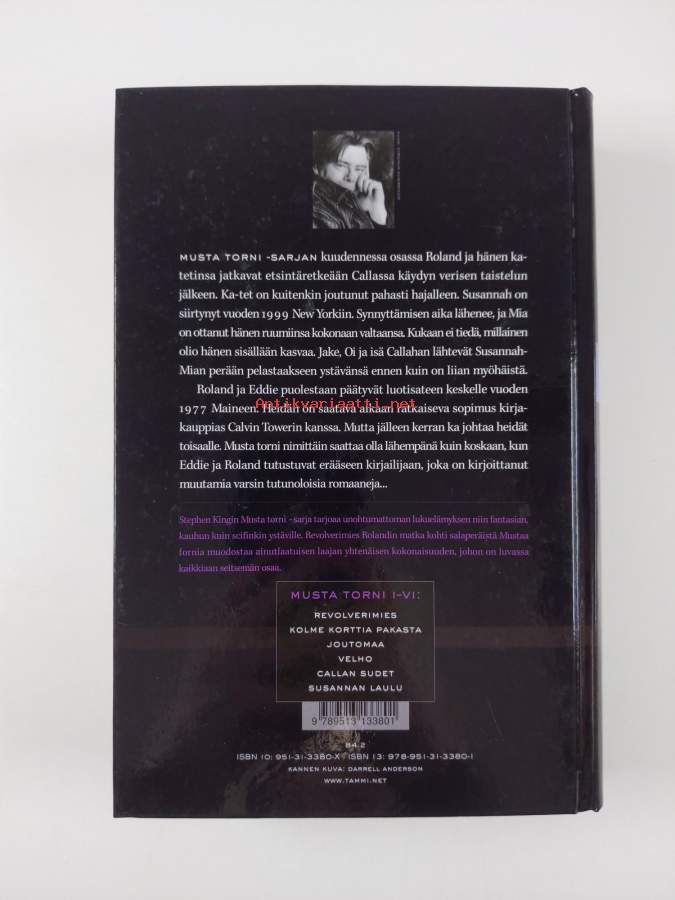 MUSTA TORNI -SARJAN kuudennessa osassa Roland ja hänen ka-
tetinsa jatkavat etsintäretkeään Callassa käydyn verisen taistelun
jälkeen. Ka-tet on kuitenkin joutunut pahasti hajalleen. Susannah on
siirtynyt vuoden 1999 New Yorkiin. Synnyttämisen aika lähenee, ja Mia
on ottanut hänen ruumiinsa kokonaan valtaansa. Kukaan ei tiedä, millainen
olio hänen sisällään kasvaa. Jake, Oi ja isä Callahan lähtevät Susannah-
Mian perään pelastaakseen ystävänsä ennen kuin on liian myöhäistä.
Roland ja Eddie puolestaan päätyvät luotisateen keskelle vuoden
1977 Maineen. Heidän on saatava aikaan ratkaiseva sopimus kirja-
kauppias Calvin Towerin kanssa. Mutta jälleen kerran ka johtaa heidät
toisaalle. Musta torni nimittäin saattaa olla lähempänä kuin koskaan, kun
Eddie ja Roland tutustuvat erääseen kirjailijaan, joka on kirjoittanut
muutamia varsin tutunoloisia romaaneja...
Antikvariaatti.net
Stephen Kingin Musta torni -sarja tarjoaa unohtumattoman lukuelämyksen niin fantasian,
kauhun kuin scifinkin ystäville. Revolverimies Rolandin matka kohti salaperäistä Mustaa
tornia muodostaa ainutlaatuisen laajan yhtenäisen kokonaisuuden, johon on luvassa
kaikkiaan seitsemän osaa.
MUSTA TORNI I–VI:
REVOLVERIMIES
KOLME KORTTIA PAKASTA
JOUTOMAA
VELHO
CALLAN SUDET
SUSANNAN LAULU
9 789513 133801
84.2
ISBN 10: 951-31-3380-X ISBN 13: 978-951-31-3380-1
KANNEN KUVA: DARRELL ANDERSON
WWW.TAMMI.NET